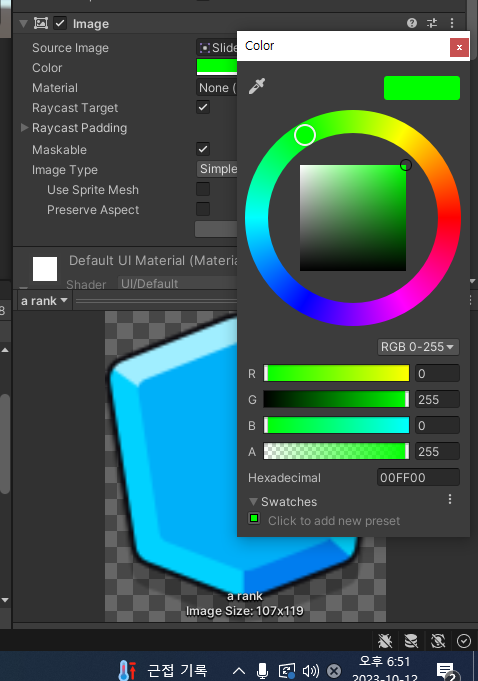 Image
Source Image
Slide
Color
Color
Material
None (
Raycast Target
Raycast Padding
Maskable
Image Type
Simple
Use Sprite Mesh
Preserve Aspect
Default UI Material (Materia
Shader
UI/Default
a rank
8
RGB 0-255
R
0
G
255
B
0
A
255
Hexadecimal
00FF00
Swatches
Click to add new preset
a rank
Image Size: 107x119
근접 기록
오후 6:51
2023-10-12
2